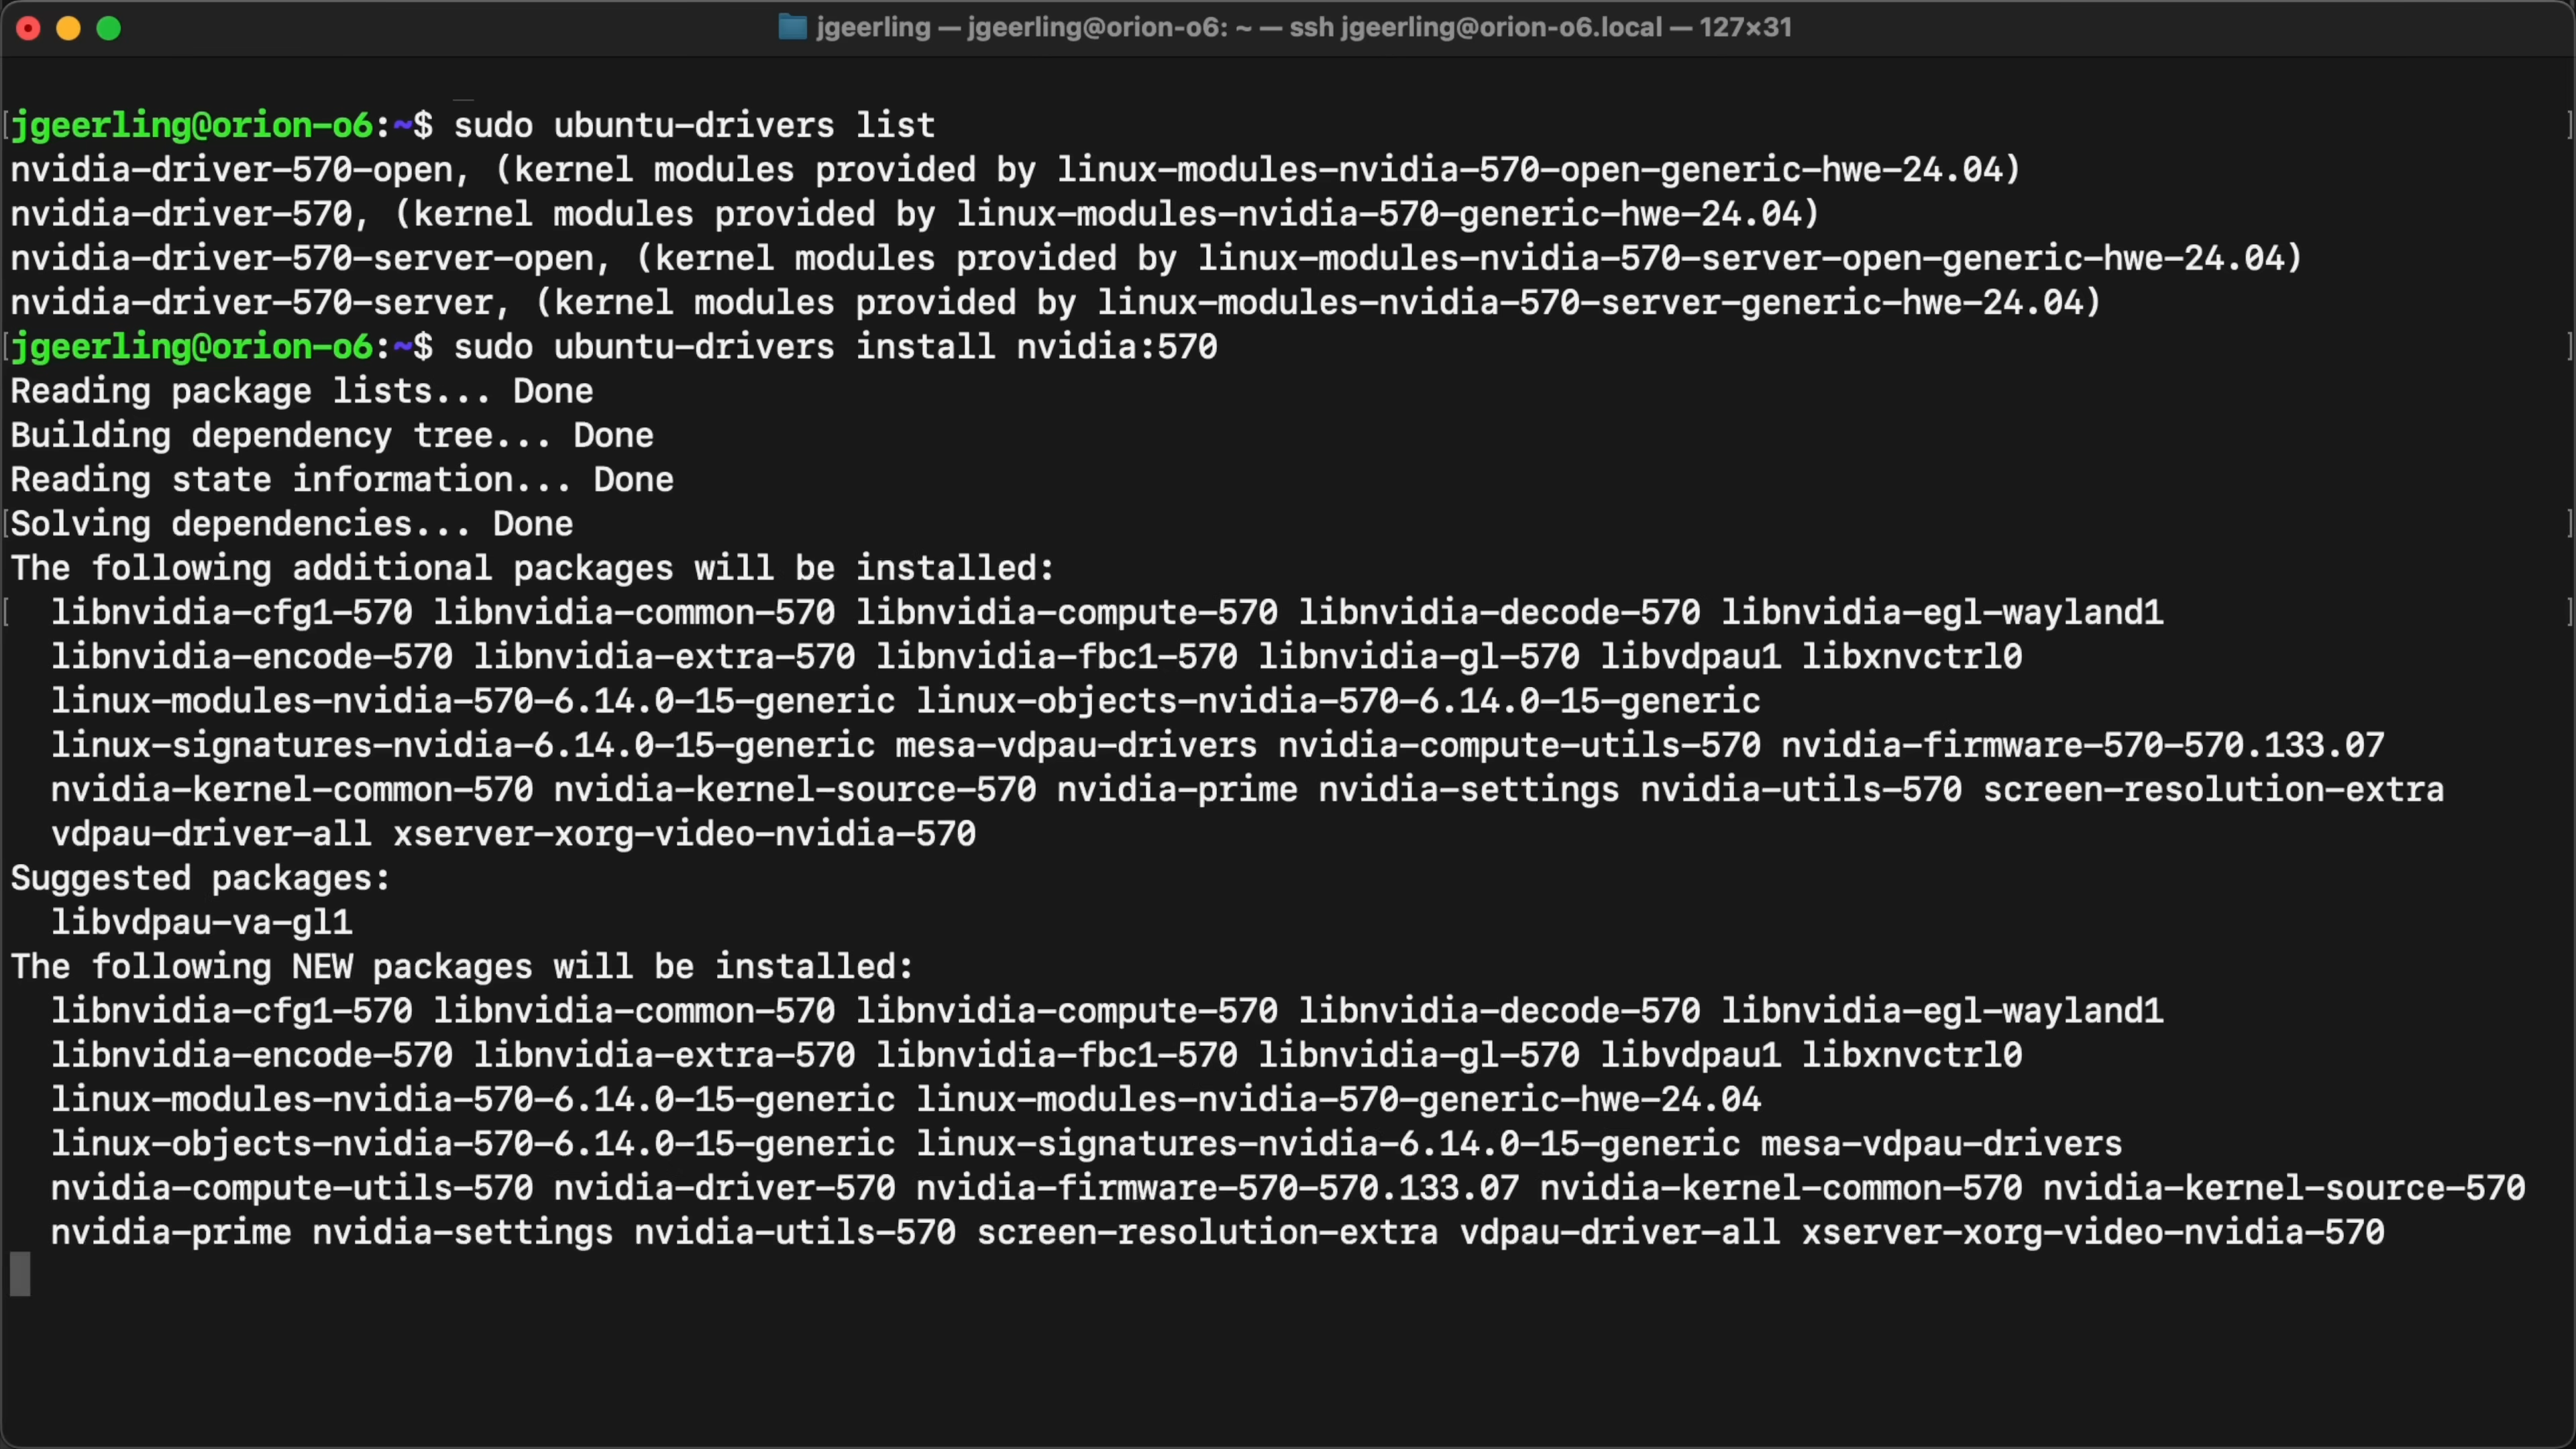 jgeerling — jgeerling@orion-o6: ~ — ssh jgeerling@orion-o6.local — 127×31
jgeerling@orion-o6:~$ sudo ubuntu-drivers list
nvidia-driver-570-open, (kernel modules provided by linux-modules-nvidia-570-open-generic-hwe-24.04)
nvidia-driver-570, (kernel modules provided by linux-modules-nvidia-570-generic-hwe-24.04)
nvidia-driver-570-server-open, (kernel modules provided by linux-modules-nvidia-570-server-open-generic-hwe-24.04)
nvidia-driver-570-server, (kernel modules provided by linux-modules-nvidia-570-server-generic-hwe-24.04)
jgeerling@orion-o6:~$ sudo ubuntu-drivers install nvidia:570
Reading package lists... Done
Building dependency tree... Done
Reading state information... Done
Solving dependencies... Done
The following additional packages will be installed:
  libnvidia-cfg1-570 libnvidia-common-570 libnvidia-compute-570 libnvidia-decode-570 libnvidia-egl-wayland1
  libnvidia-encode-570 libnvidia-extra-570 libnvidia-fbc1-570 libnvidia-gl-570 libvdpau1 libxnvctrl0
  linux-modules-nvidia-570-6.14.0-15-generic linux-objects-nvidia-570-6.14.0-15-generic
  linux-signatures-nvidia-6.14.0-15-generic mesa-vdpau-drivers nvidia-compute-utils-570 nvidia-firmware-570-570.133.07
  nvidia-kernel-common-570 nvidia-kernel-source-570 nvidia-prime nvidia-settings nvidia-utils-570 screen-resolution-extra
  vdpau-driver-all xserver-xorg-video-nvidia-570
Suggested packages:
  libvdpau-va-gl1
The following NEW packages will be installed:
  libnvidia-cfg1-570 libnvidia-common-570 libnvidia-compute-570 libnvidia-decode-570 libnvidia-egl-wayland1
  libnvidia-encode-570 libnvidia-extra-570 libnvidia-fbc1-570 libnvidia-gl-570 libvdpau1 libxnvctrl0
  linux-modules-nvidia-570-6.14.0-15-generic linux-modules-nvidia-570-generic-hwe-24.04
  linux-objects-nvidia-570-6.14.0-15-generic linux-signatures-nvidia-6.14.0-15-generic mesa-vdpau-drivers
  nvidia-compute-utils-570 nvidia-driver-570 nvidia-firmware-570-570.133.07 nvidia-kernel-common-570 nvidia-kernel-source-570
  nvidia-prime nvidia-settings nvidia-utils-570 screen-resolution-extra vdpau-driver-all xserver-xorg-video-nvidia-570